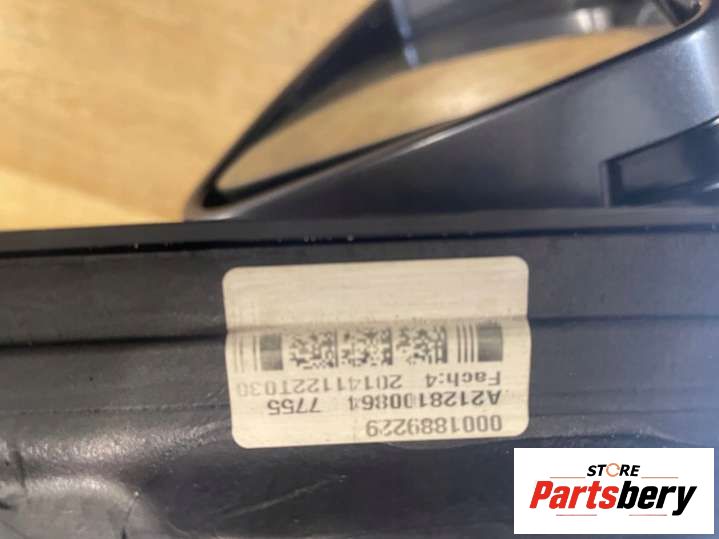 0001889229
A2128100864 7755
Fach:4 20141122T030
STORE
Partsbery